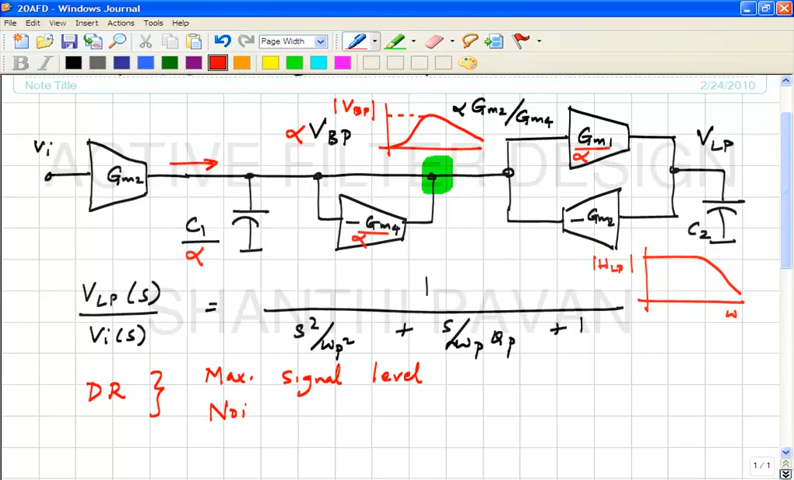 20AFD - Windows Journal
File Edit View Insert Actions Tools Help
Page Width
B I
Note Title 2/24/2010
ACTIVE FILTER DESIGN
SHANTHI PAVAN
|VBP|
αVBP
αGm2/Gm4
Vi
Gm2
Gm1
α
VLP
-Gm4
α
-Gm2
C1
α
C2
|HLP|
ω
VLP(s) / Vi(s) = 1 / (s²/ωp² + s/ωpQp + 1)
DR } Max. signal level
Noi
1 / 1